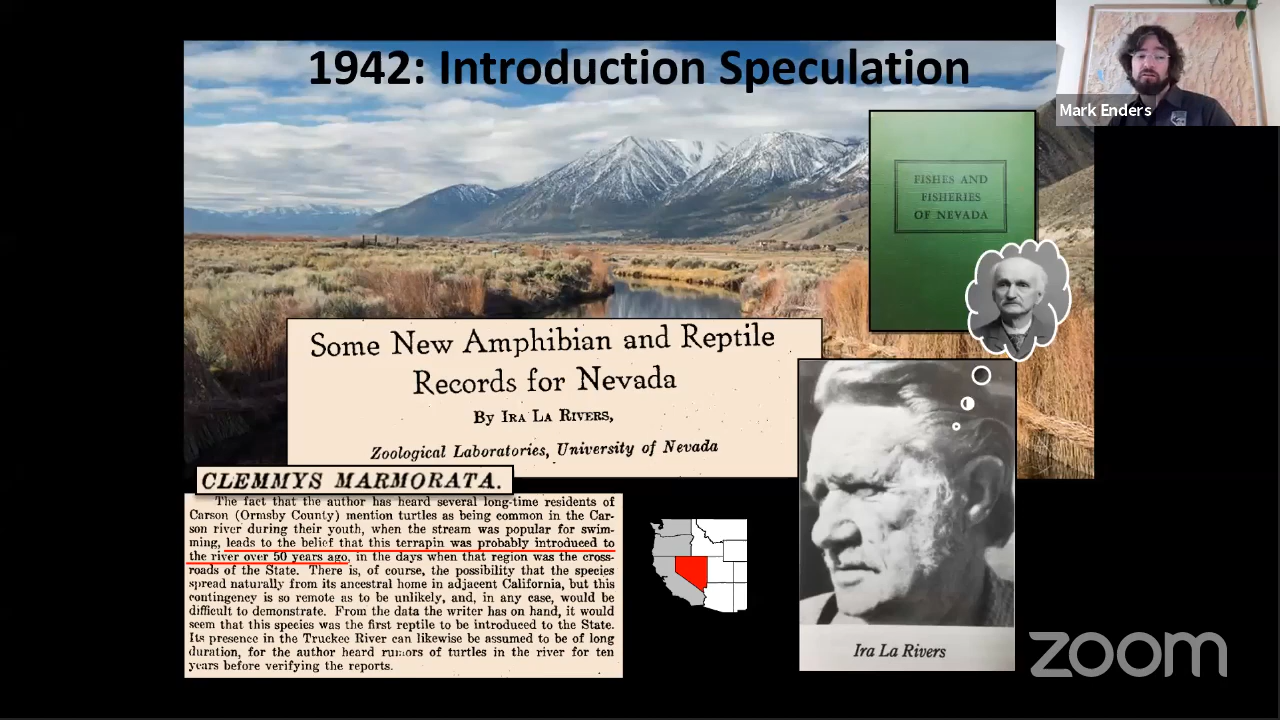 1942: Introduction Speculation
Mark Enders
FISHES AND
FISHERIES
OF NEVADA
Some New Amphibian and Reptile
Records for Nevada
By Ira La Rivers,
Zoological Laboratories, University of Nevada
CLEMMYS MARMORATA.
The fact that the author has heard several long-time residents of
Carson (Ormsby County) mention turtles as being common in the Car-
son river during their youth, when the stream was popular for swim-
ming, leads to the belief that this terrapin was probably introduced to
the river over 50 years ago, in the days when that region was the cross-
roads of the State. There is, of course, the possibility that the species
spread naturally from its ancestral home in adjacent California, but this
contingency is so remote as to be unlikely, and, in any case, would be
difficult to demonstrate. From the data the writer has on hand, it would
seem that this species was the first reptile to be introduced to the State.
Its presence in the Truckee River can likewise be assumed to be of long
duration, for the author heard rumors of turtles in the river for ten
years before verifying the reports.
Ira La Rivers
zoom